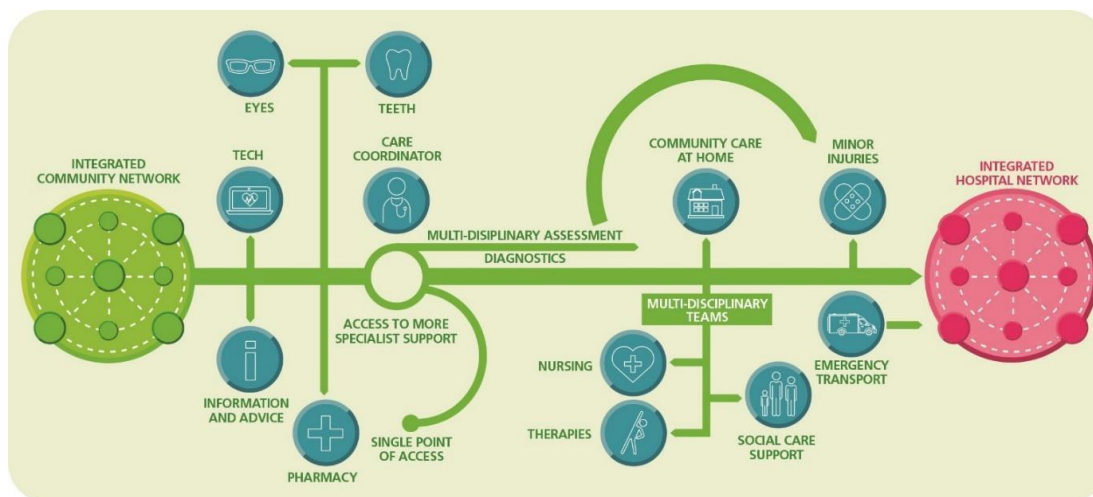 EYES
TEETH
INTEGRATED
COMMUNITY NETWORK
TECH
CARE
COORDINATOR
COMMUNITY CARE
AT HOME
MINOR
INJURIES
INTEGRATED
HOSPITAL NETWORK
MULTI-DISIPLINARY ASSESSMENT
DIAGNOSTICS
ACCESS TO MORE
SPECIALIST SUPPORT
MULTI-DISCIPLINARY
TEAMS
INFORMATION
AND ADVICE
NURSING
EMERGENCY
TRANSPORT
PHARMACY
SINGLE POINT
OF ACCESS
THERAPIES
SOCIAL CARE
SUPPORT